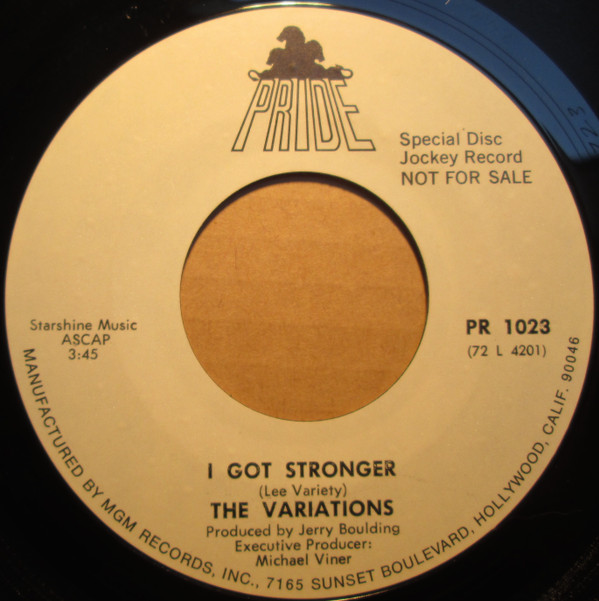 PRIDE
Special Disc
Jockey Record
NOT FOR SALE
Starshine Music
ASCAP
3:45
PR 1023
(72 L 4201)
I GOT STRONGER
(Lee Variety)
THE VARIATIONS
Produced by Jerry Boulding
Executive Producer:
Michael Viner
MANUFACTURED BY MGM RECORDS, INC., 7165 SUNSET BOULEVARD, HOLLYWOOD, CALIF. 90046